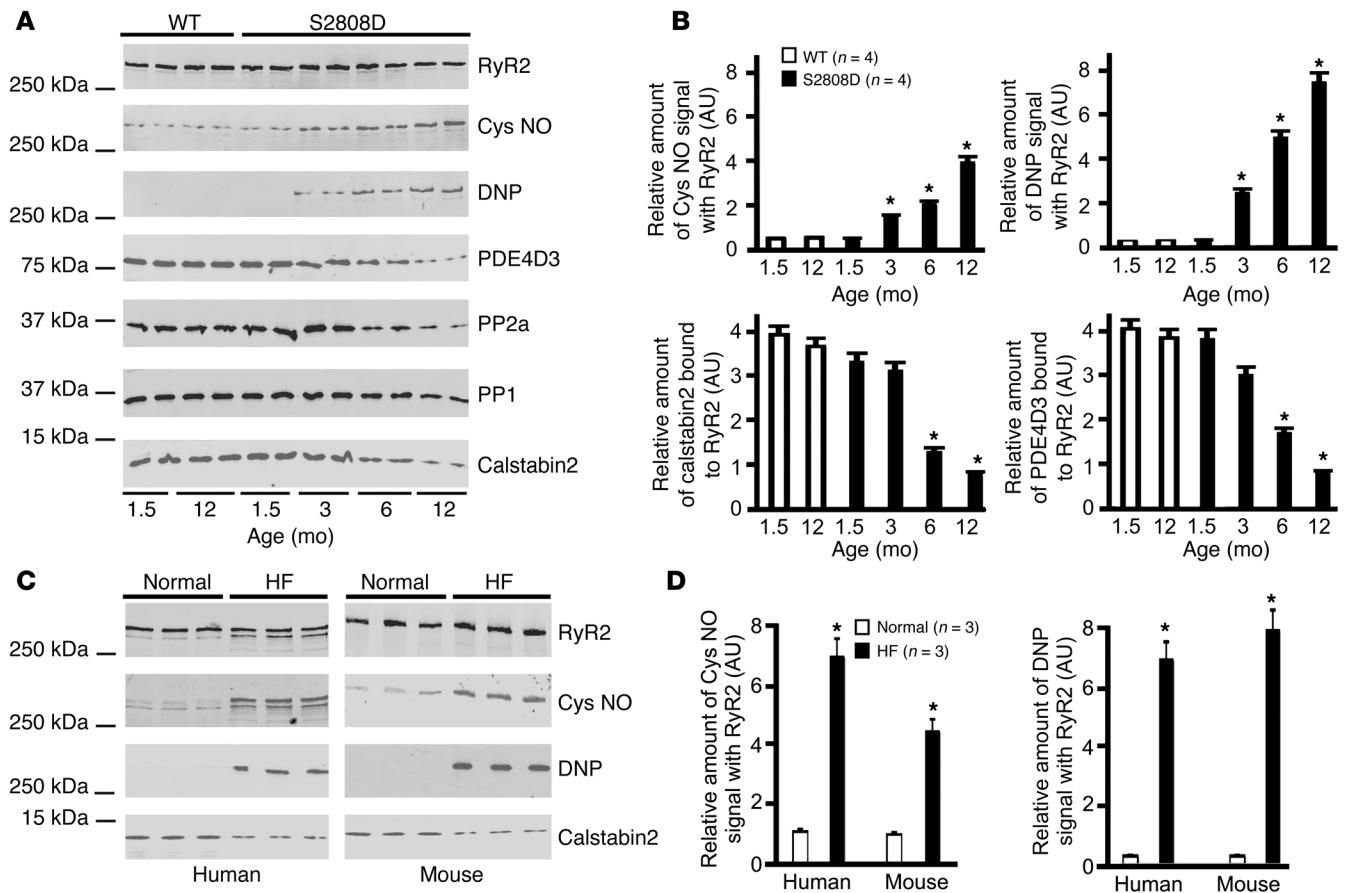 A
WT S2808D
RyR2
250 kDa
Cys NO
250 kDa
DNP
250 kDa
PDE4D3
75 kDa
37 kDa
PP2a
37 kDa
PP1
15 kDa
Calstabin2
1.5 12 1.5 3 6 12
Age (mo)
B
Relative amount
of Cys NO signal
with RyR2 (AU)
8
6
4
2
0
WT (n = 4)
S2808D (n = 4)
* * *
1.5 12 1.5 3 6 12
Age (mo)
Relative amount
of DNP signal
with RyR2 (AU)
8
6
4
2
0
* * *
1.5 12 1.5 3 6 12
Age (mo)
Relative amount
of calstabin2 bound
to RyR2 (AU)
4
3
2
1
0
* *
1.5 12 1.5 3 6 12
Age (mo)
Relative amount
of PDE4D3 bound
to RyR2 (AU)
4
3
2
1
0
* *
1.5 12 1.5 3 6 12
Age (mo)
C
Normal HF Normal HF
RyR2
250 kDa
Cys NO
250 kDa
DNP
250 kDa
15 kDa
Calstabin2
Human Mouse
D
Relative amount of Cys NO
signal with RyR2 (AU)
8
6
4
2
0
Normal (n = 3)
HF (n = 3)
* *
Human Mouse
Relative amount of DNP
signal with RyR2 (AU)
8
6
4
2
0
* *
Human Mouse